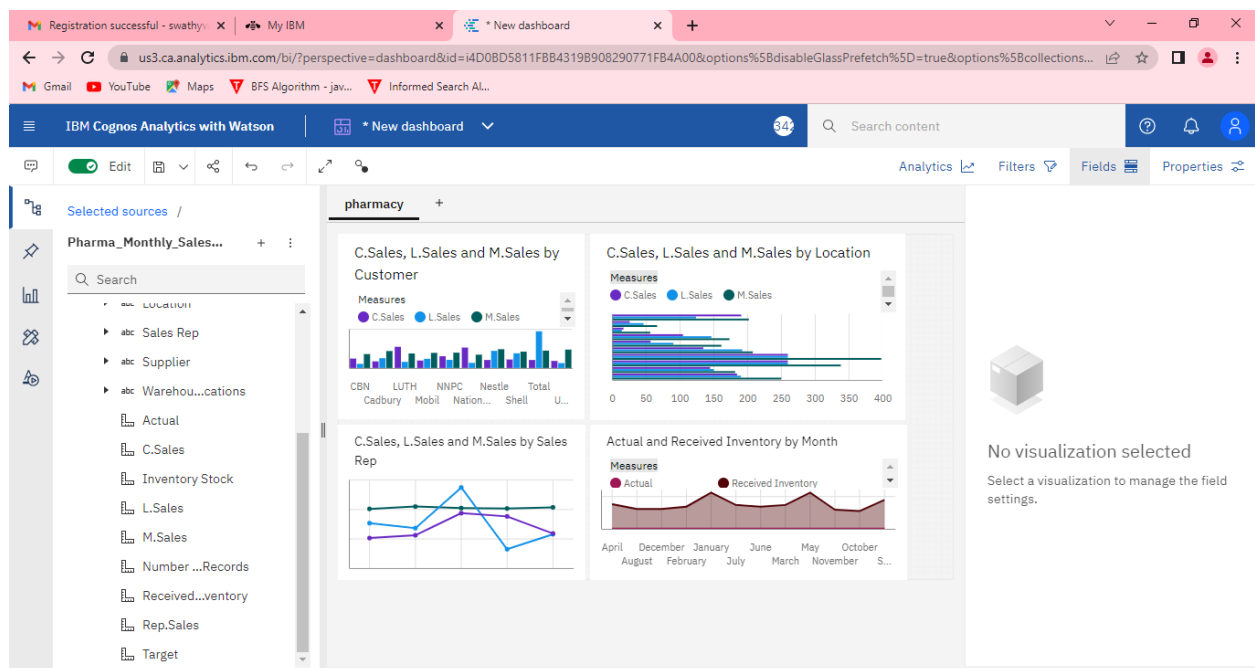 Registration successful - swathyv
My IBM
* New dashboard
us3.ca.analytics.ibm.com/bi/?perspective=dashboard&id=i4D0BD5811FBB4319B908290771FB4A00&options%5BdisableGlassPrefetch%5D=true&options%5Bcollections...
Gmail YouTube Maps BFS Algorithm - jav... Informed Search Al...
IBM Cognos Analytics with Watson
* New dashboard
342
Search content
Edit
Analytics Filters Fields Properties
Selected sources /
Pharma_Monthly_Sales...
Search
abc Location
abc Sales Rep
abc Supplier
abc Warehou...cations
Actual
C.Sales
Inventory Stock
L.Sales
M.Sales
Number ...Records
Received...ventory
Rep.Sales
Target
pharmacy
C.Sales, L.Sales and M.Sales by
Customer
Measures
C.Sales L.Sales M.Sales
CBN LUTH NNPC Nestle Total
Cadbury Mobil Nation... Shell U...
C.Sales, L.Sales and M.Sales by Location
Measures
C.Sales L.Sales M.Sales
0 50 100 150 200 250 300 350 400
C.Sales, L.Sales and M.Sales by Sales
Rep
Actual and Received Inventory by Month
Measures
Actual Received Inventory
April December January June May October
August February July March November S...
No visualization selected
Select a visualization to manage the field
settings.